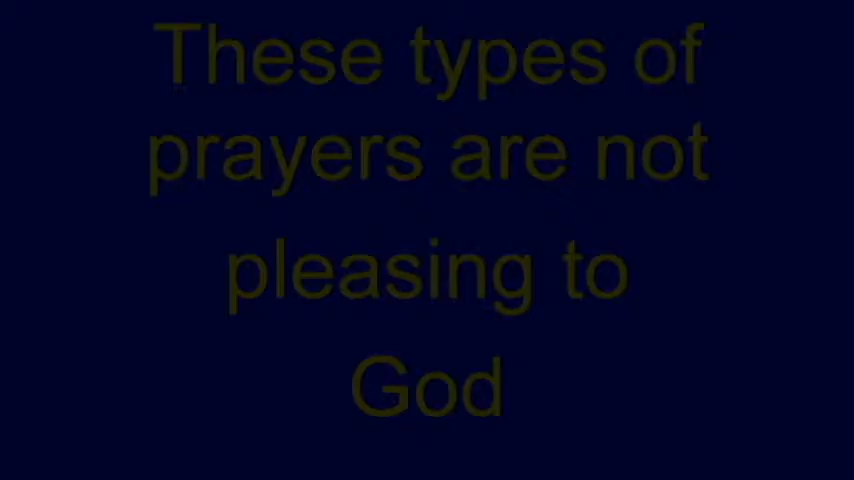 These types of
prayers are not
pleasing to
God